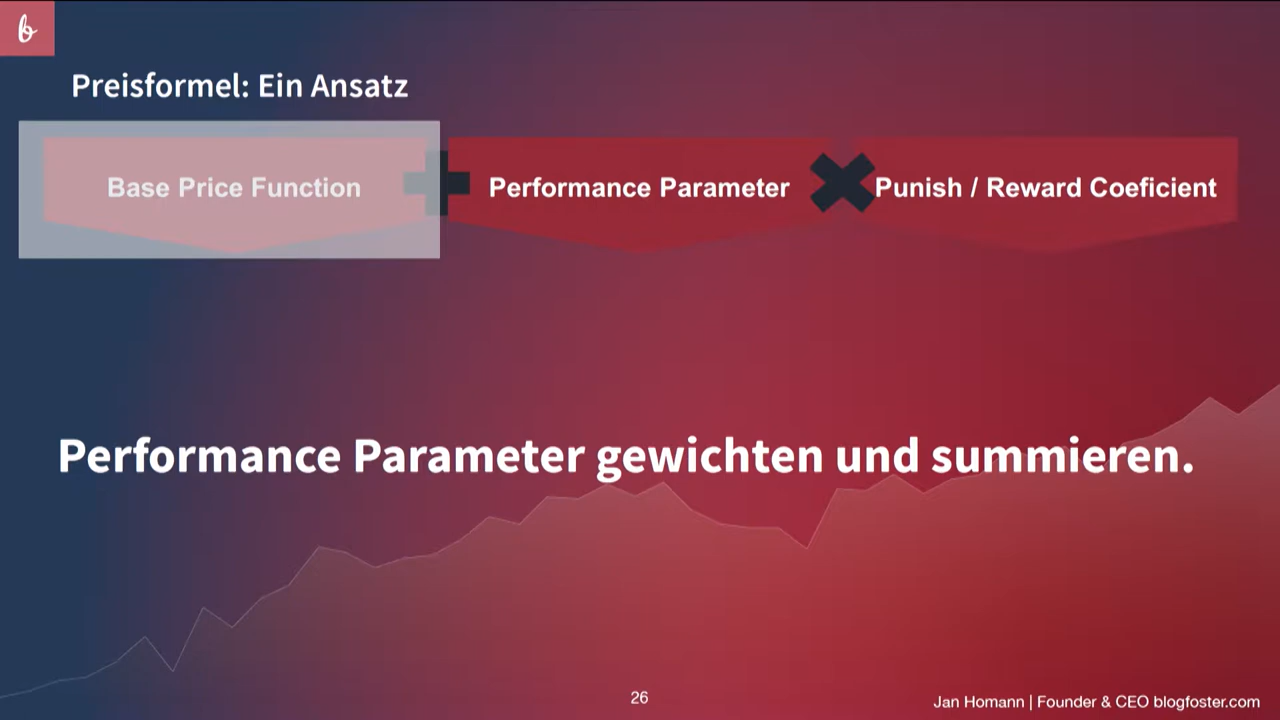 b
Preisformel: Ein Ansatz
Base Price Function
Performance Parameter
Punish / Reward Coeficient
Performance Parameter gewichten und summieren.
26
Jan Homann | Founder & CEO blogfoster.com